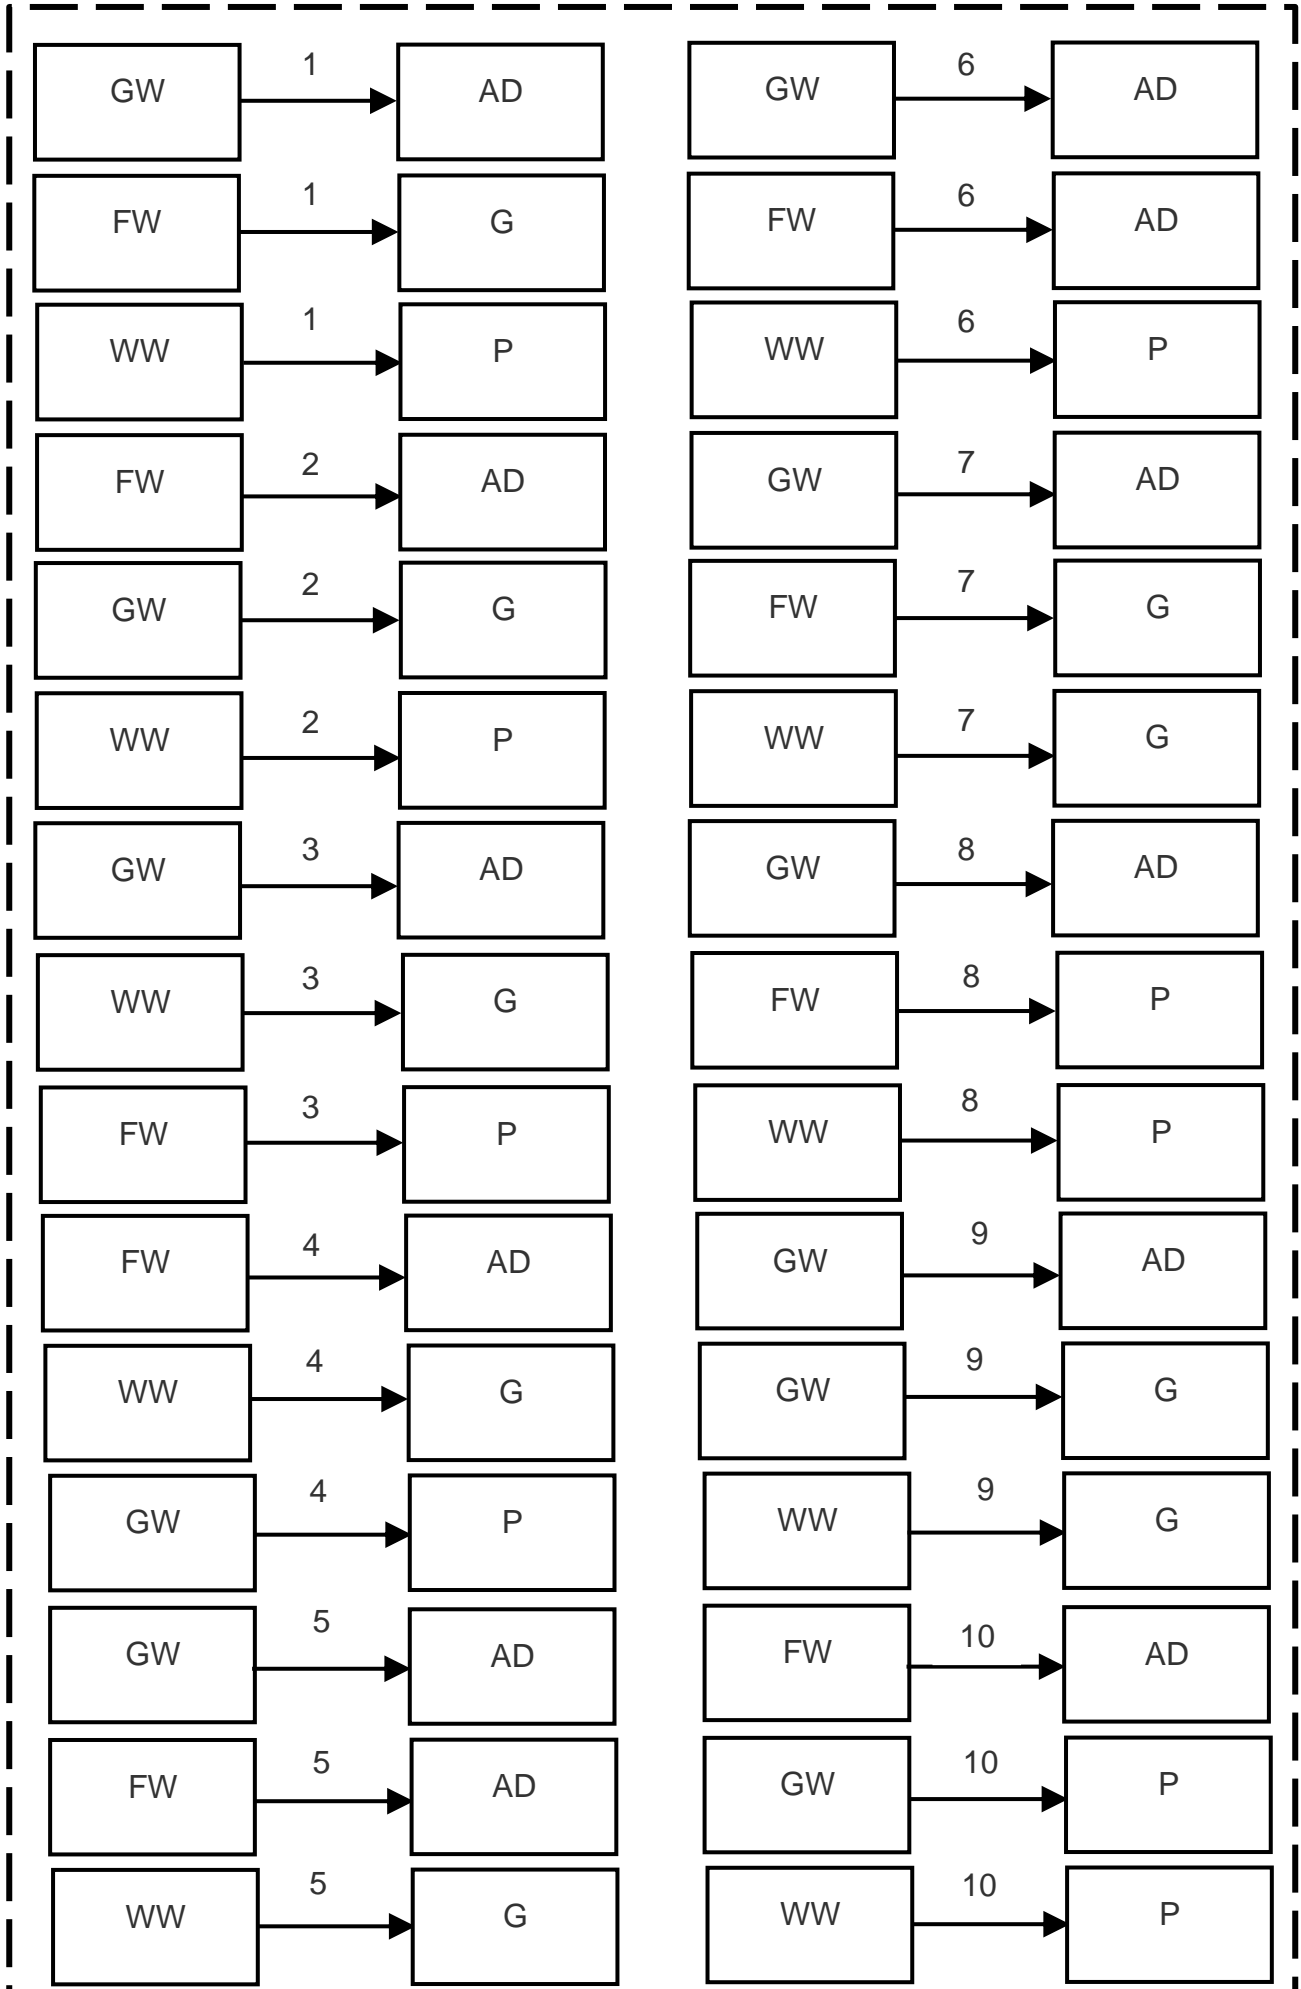 GW 1 AD
FW 1 G
WW 1 P
FW 2 AD
GW 2 G
WW 2 P
GW 3 AD
WW 3 G
FW 3 P
FW 4 AD
WW 4 G
GW 4 P
GW 5 AD
FW 5 AD
WW 5 G
GW 6 AD
FW 6 AD
WW 6 P
GW 7 AD
FW 7 G
WW 7 G
GW 8 AD
FW 8 P
WW 8 P
GW 9 AD
GW 9 G
WW 9 G
FW 10 AD
GW 10 P
WW 10 P